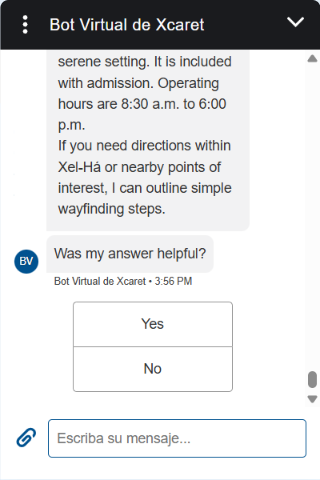 Bot Virtual de Xcaret
serene setting. It is included
with admission. Operating
hours are 8:30 a.m. to 6:00
p.m.
If you need directions within
Xel-Há or nearby points of
interest, I can outline simple
wayfinding steps.
Was my answer helpful?
BV
Bot Virtual de Xcaret • 3:56 PM
Yes
No
Escriba su mensaje...